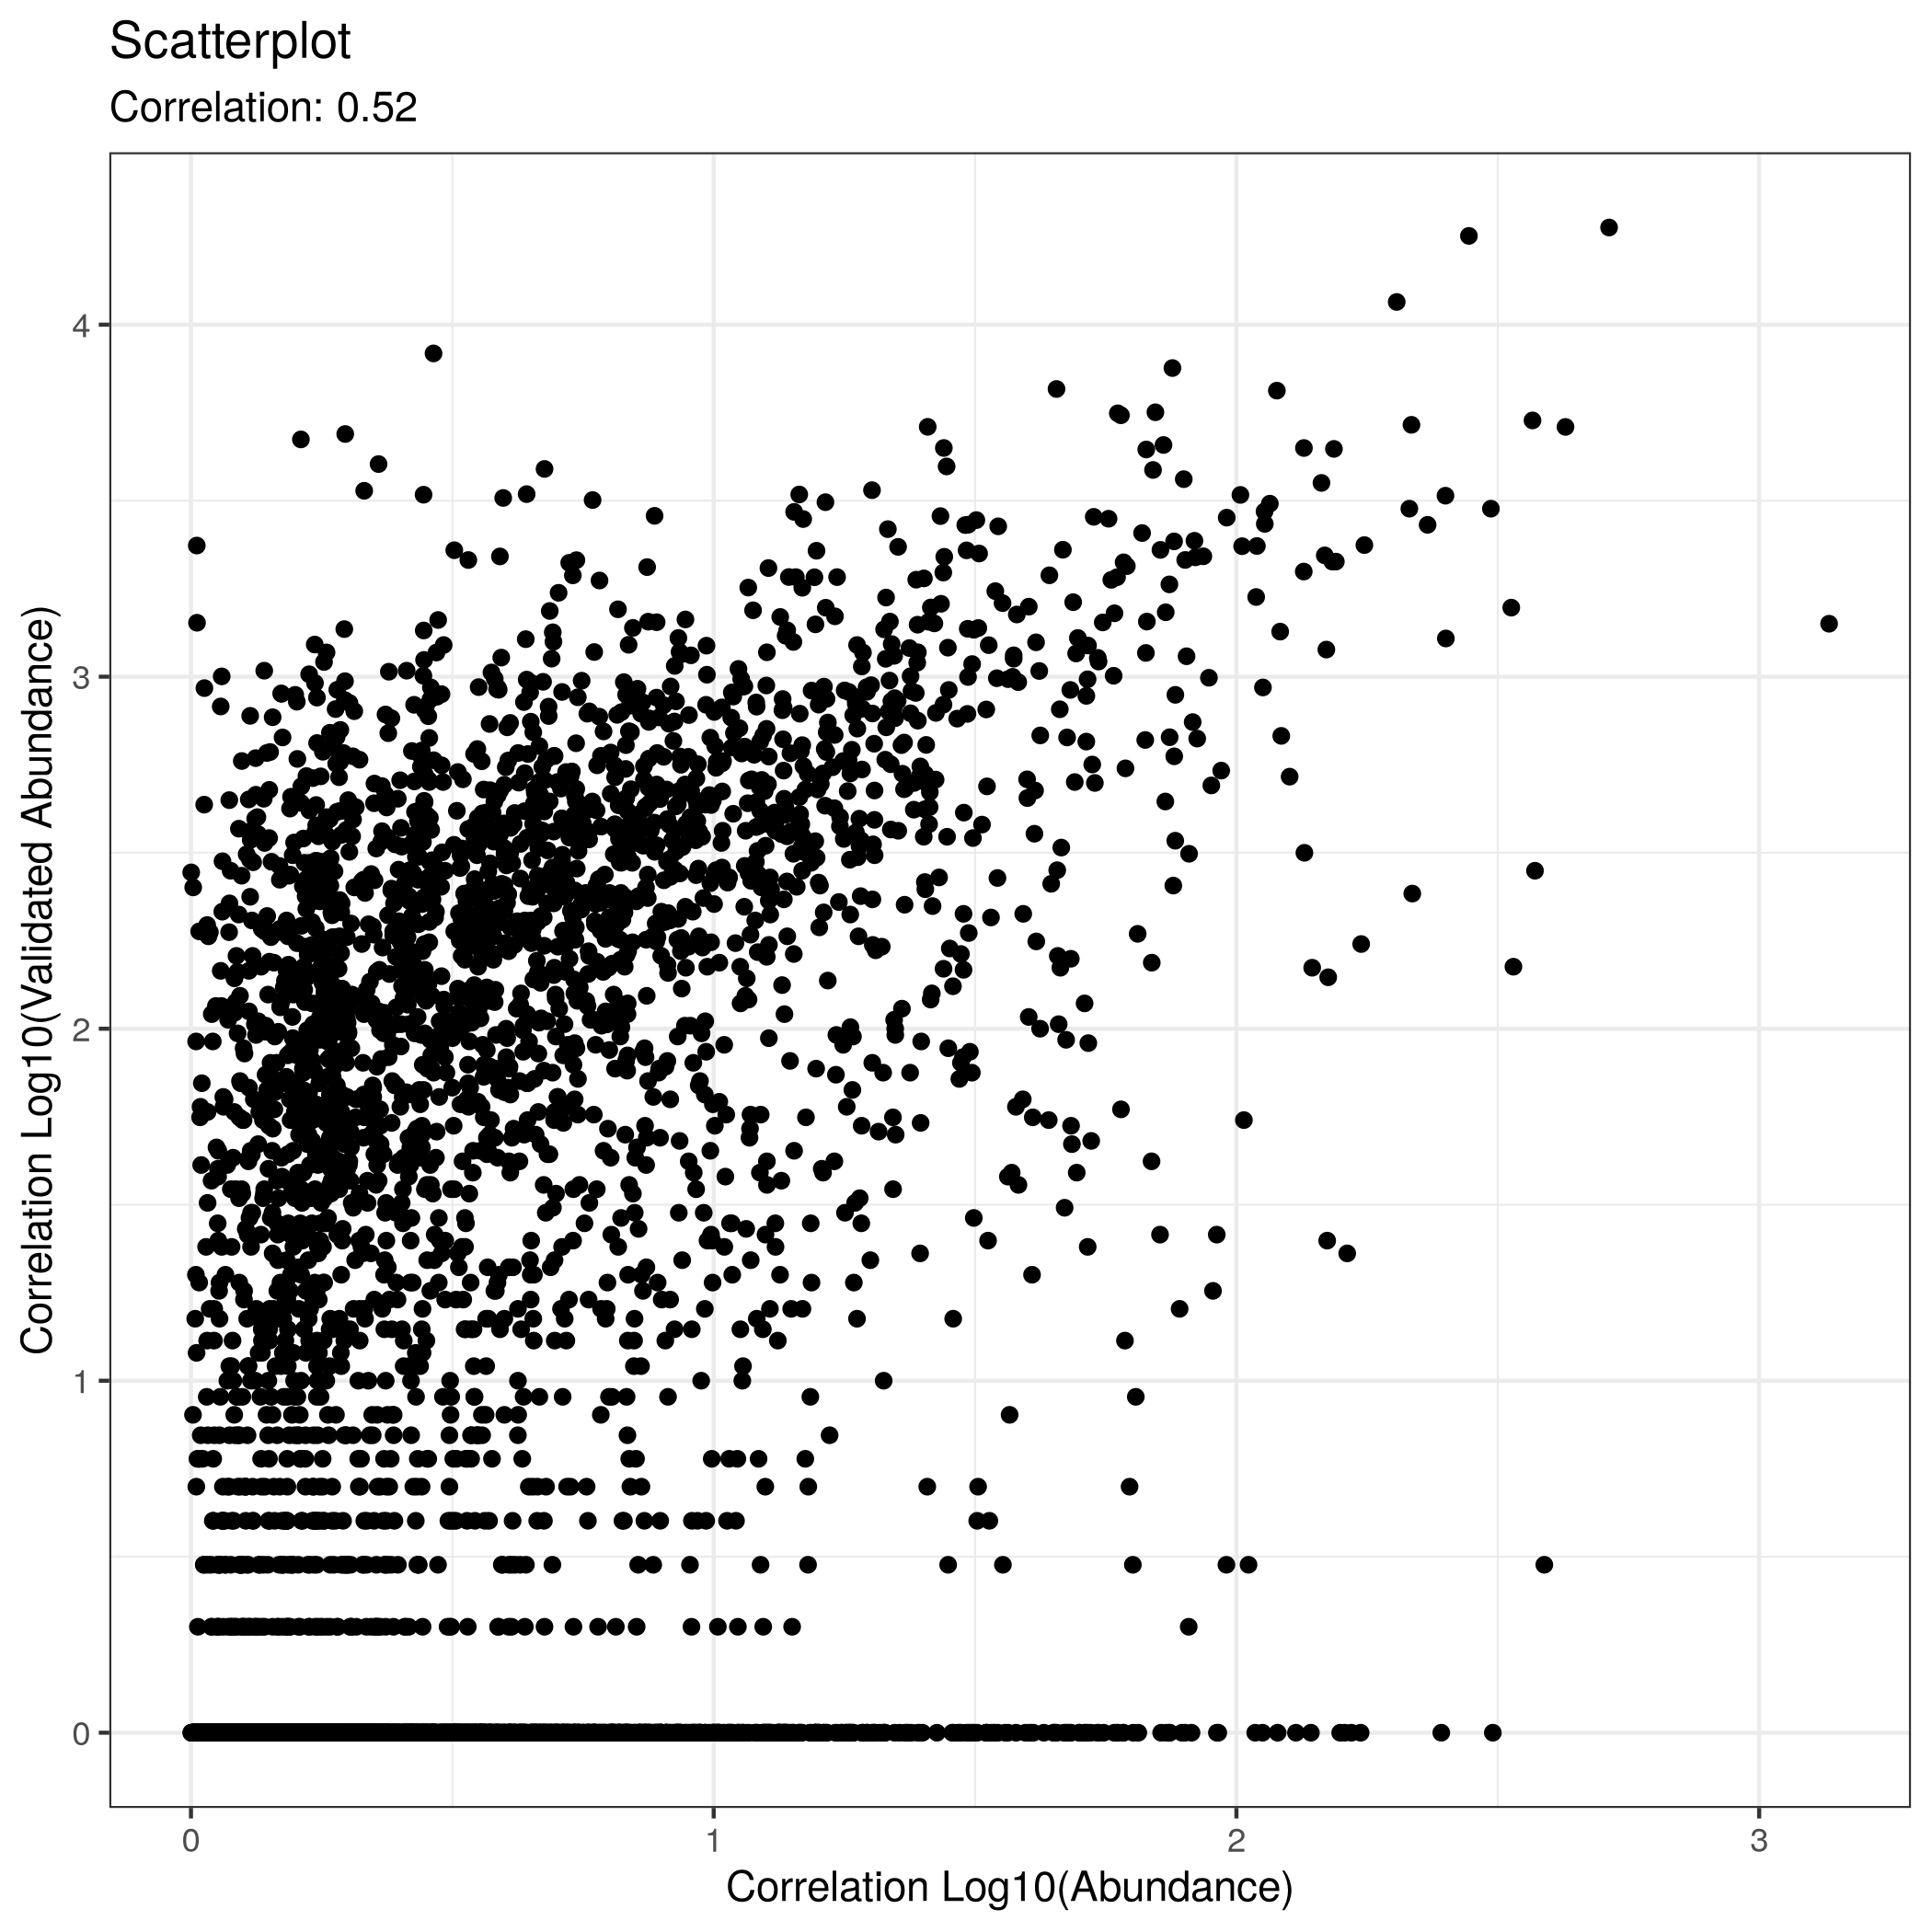 Scatterplot
Correlation: 0.52
Correlation Log10(Validated Abundance)
4
3
2
1
0
0 1 2 3
Correlation Log10(Abundance)